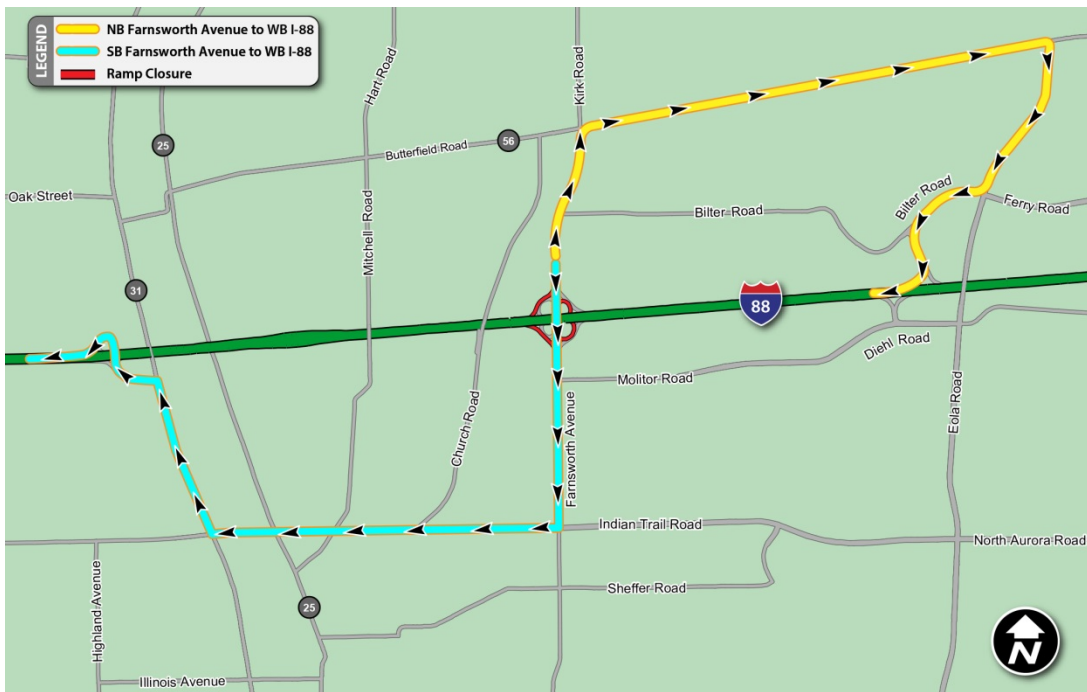 LEGEND
NB Farnsworth Avenue to WB I-88
SB Farnsworth Avenue to WB I-88
Ramp Closure
Hart Road
Kirk Road
25
56
Butterfield Road
Oak Street
Mitchell Road
Bilter Road
Bilter Road
Ferry Road
31
88
Diehl Road
Molitor Road
Church Road
Farnsworth Avenue
Eola Road
Indian Trail Road
North Aurora Road
Highland Avenue
25
Sheffer Road
Illinois Avenue
N